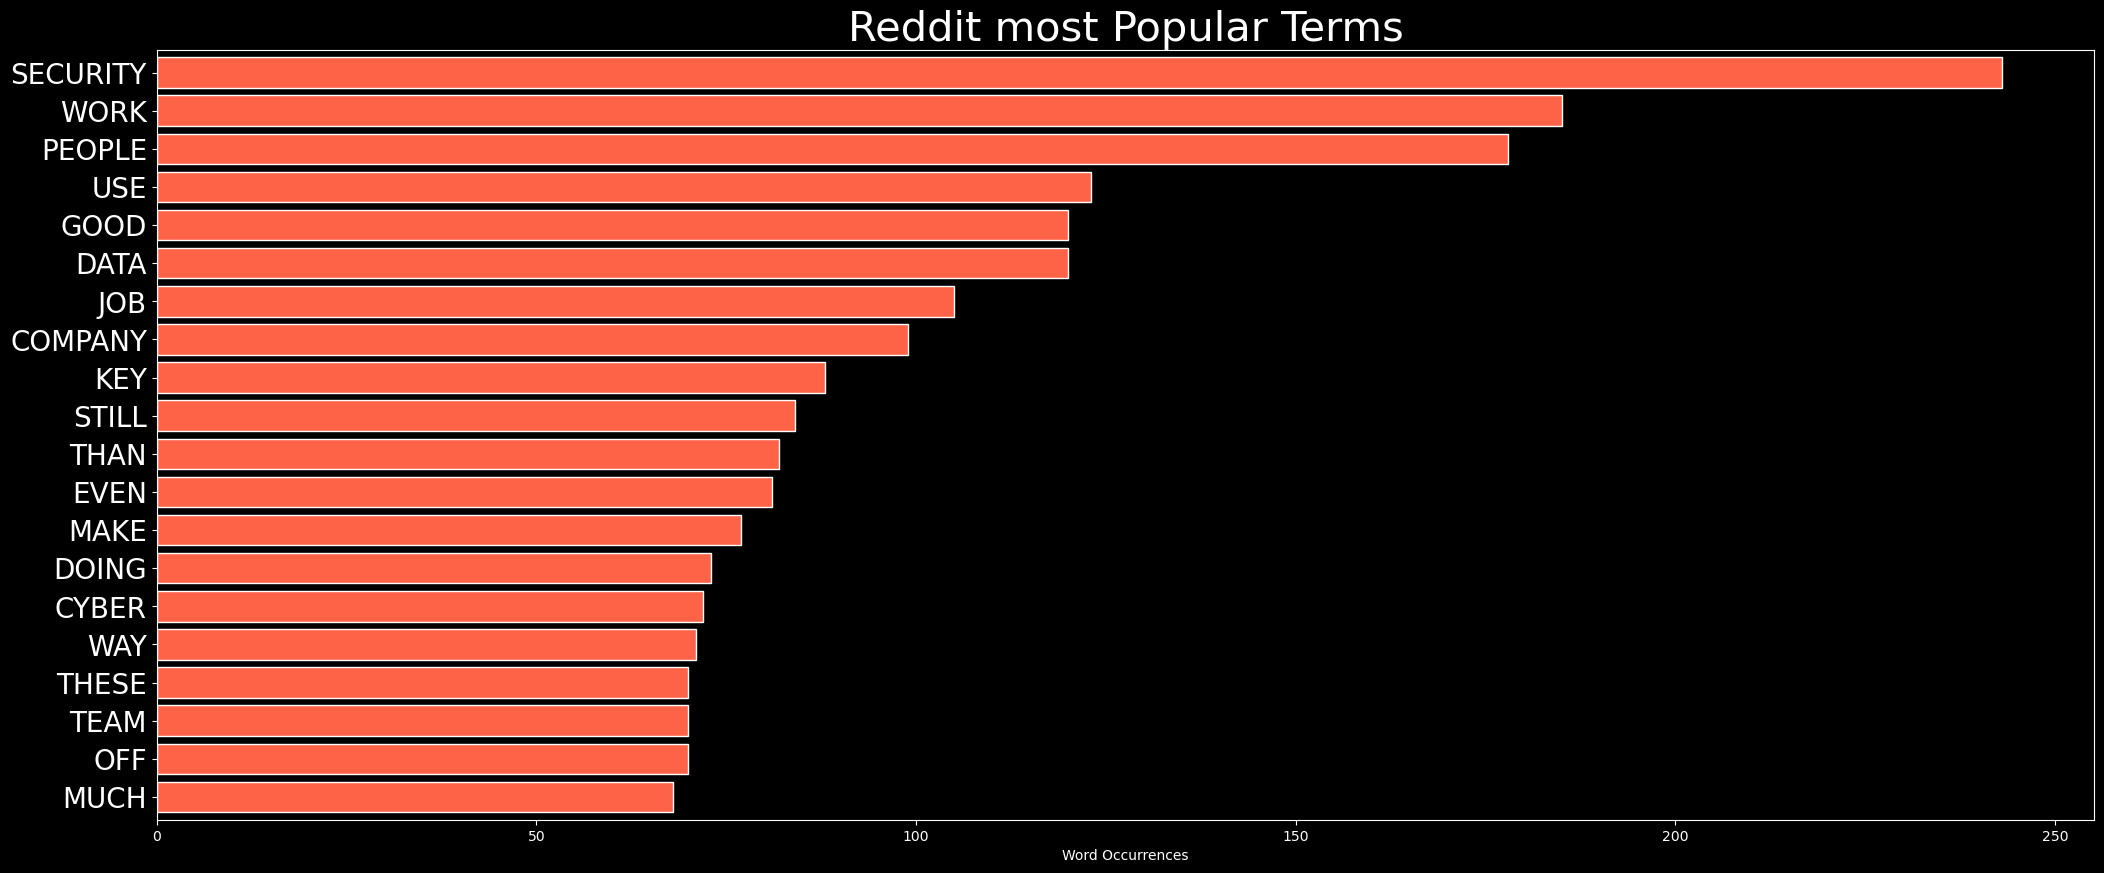 Reddit most Popular Terms
SECURITY
WORK
PEOPLE
USE
GOOD
DATA
JOB
COMPANY
KEY
STILL
THAN
EVEN
MAKE
DOING
CYBER
WAY
THESE
TEAM
OFF
MUCH
0 50 100 150 200 250
Word Occurrences